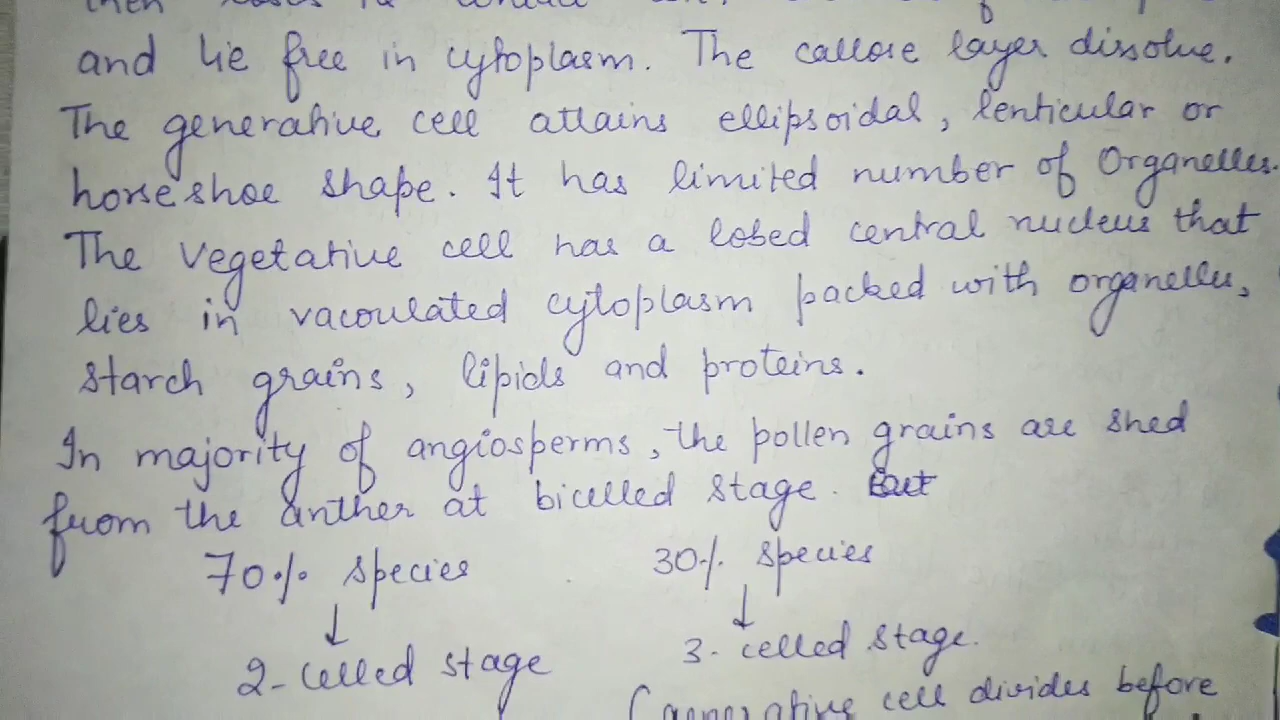 and lie free in cytoplasm. The callose layer dissolve.
The generative cell attains ellipsoidal, lenticular or
horse shoe shape. It has limited number of Organelles.
The vegetative cell has a lobed central nucleus that
lies in vacoulated cytoplasm packed with organelles,
starch grains, lipids and proteins.
In majority of angiosperms, the pollen grains are shed
from the anther at bicelled stage. But
70% species 30% species
↓ ↓
2-celled stage 3-celled stage.
(generative cell divides before